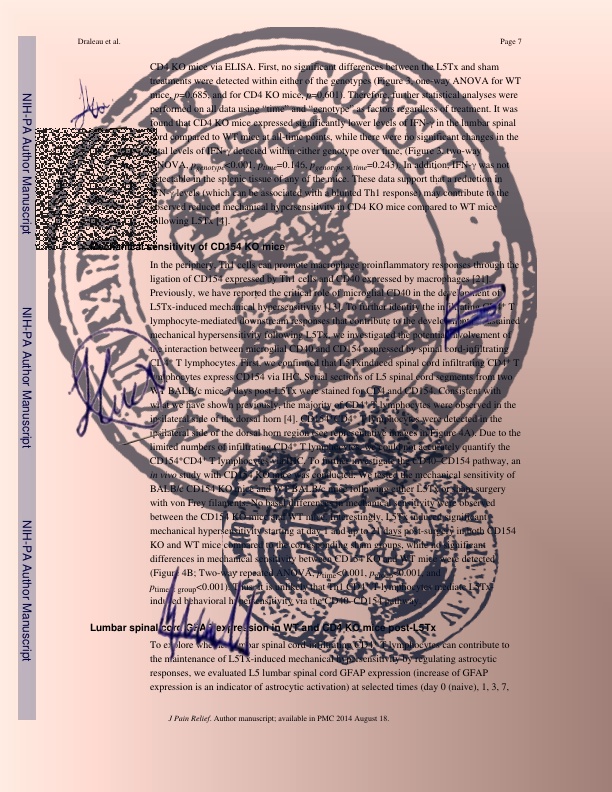 Draleau et al.
Page 7
CD4 KO mice via ELISA. First, no significant differences between the L5Tx and sham
treatments were detected within either of the genotypes (Figure 3, one-way ANOVA for WT
mice, p=0.685; and for CD4 KO mice, p=0.601). Therefore, further statistical analyses were
performed on all data using "time" and "genotype" as factors regardless of treatment. It was
found that CD4 KO mice expressed significantly lower levels of IFN-γ in the lumbar spinal
cord compared to WT mice at all-time points, while there were no significant changes in the
total levels of IFN-γ detected within either genotype over time, (Figure 3 two-way
ANOVA, pgenotype<0.001, ptime=0.146, pgenotype × time=0.243). In addition, IFN-γ was not
detectable in the splenic tissue of any of the mice. These data support that a reduction in
IFN-γ levels (which can be associated with a blunted Th1 response) may contribute to the
observed reduced mechanical hypersensitivity in CD4 KO mice compared to WT mice
following L5Tx [4].
Mechanical sensitivity of CD154 KO mice
In the periphery, Th1 cells can promote macrophage proinflammatory responses through the
ligation of CD154 expressed by Th1 cells and CD40 expressed by macrophages [21].
Previously, we have reported the critical role of microglial CD40 in the development of
L5Tx-induced mechanical hypersensitivity [13]. To further identify the infiltrating CD4+ T
lymphocyte-mediated downstream responses that contribute to the development of sustained
mechanical hypersensitivity following L5Tx, we investigated the potential involvement of
the interaction between microglial CD40 and CD154 expressed by spinal cord-infiltrating
CD4+ T lymphocytes. First, we confirmed that L5Tx induced spinal cord infiltrating CD4+ T
lymphocytes express CD154 via IHC. Serial sections of L5 spinal cord segments from two
WT BALB/c mice 7 days post-L5Tx were stained for CD4 and CD154. Consistent with
what we have shown previously, the majority of CD4+ T lymphocytes were observed in the
ipsilateral side of the dorsal horn [4]. CD154+CD4+ T lymphocytes were detected in the
ipsilateral side of the dorsal horn region (see representative images in Figure 4A). Due to the
limited numbers of infiltrating CD4+ T lymphocytes, we could not accurately quantify the
CD154+CD4+ T lymphocytes via IHC. To further investigate the CD40-CD154 pathway, an
in vivo study with CD154 KO mice was conducted. We tested the mechanical sensitivity of
BALB/c CD154 KO mice and WT BALB/c mice following either L5Tx or sham surgery
with von Frey filaments. No basal differences in mechanical sensitivity were observed
between the CD154 KO mice and WT mice. Interestingly, L5Tx induced significant
mechanical hypersensitivity starting at day 1 and up to 21 days post-surgery in both CD154
KO and WT mice compared to the corresponding sham groups, while no significant
differences in mechanical sensitivity between CD154 KO and WT mice were detected
(Figure 4B; Two-way repeated ANOVA, ptime<0.001, pgroup<0.001, and
ptime × group<0.001). Thus, it is unlikely that Th1 CD4+ T lymphocytes mediate L5Tx-
induced behavioral hypersensitivity via the CD40-CD154 pathway.
Lumbar spinal cord GFAP expression in WT and CD4 KO mice post-L5Tx
To explore whether lumbar spinal cord-infiltrating CD4+ T lymphocytes can contribute to
the maintenance of L5Tx-induced mechanical hypersensitivity by regulating astrocytic
responses, we evaluated L5 lumbar spinal cord GFAP expression (increase of GFAP
expression is an indicator of astrocytic activation) at selected times (day 0 (naive), 1, 3, 7,
J Pain Relief. Author manuscript; available in PMC 2014 August 18.
NIH-PA Author Manuscript
NIH-PA Author Manuscript
NIH-PA Author Manuscript